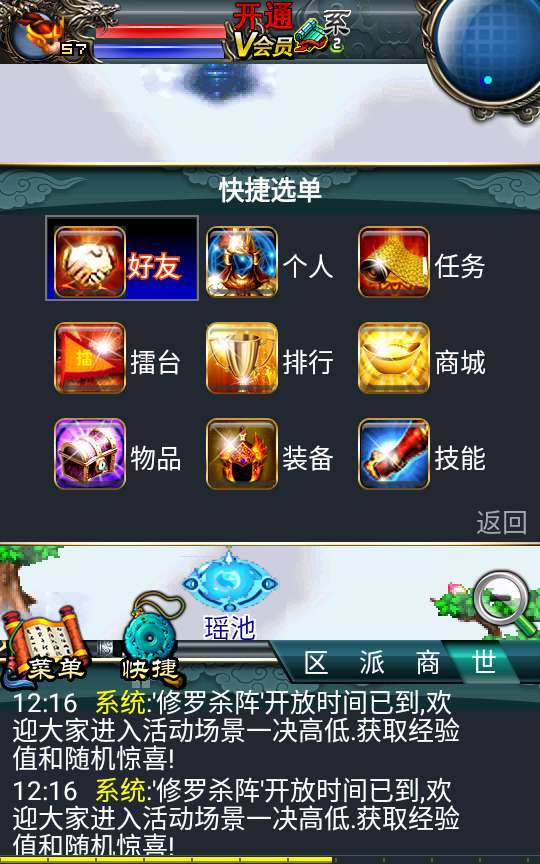 开通
V会员
系
2
57
快捷选单
好友 个人 任务
擂
擂台 排行 商城
物品 装备 技能
返回
瑶池
菜单 快捷 区 派 商 世
12:16 系统:'修罗杀阵'开放时间已到,欢
迎大家进入活动场景一决高低.获取经验
值和随机惊喜!
12:16 系统:'修罗杀阵'开放时间已到,欢
迎大家进入活动场景一决高低.获取经验
值和随机惊喜!